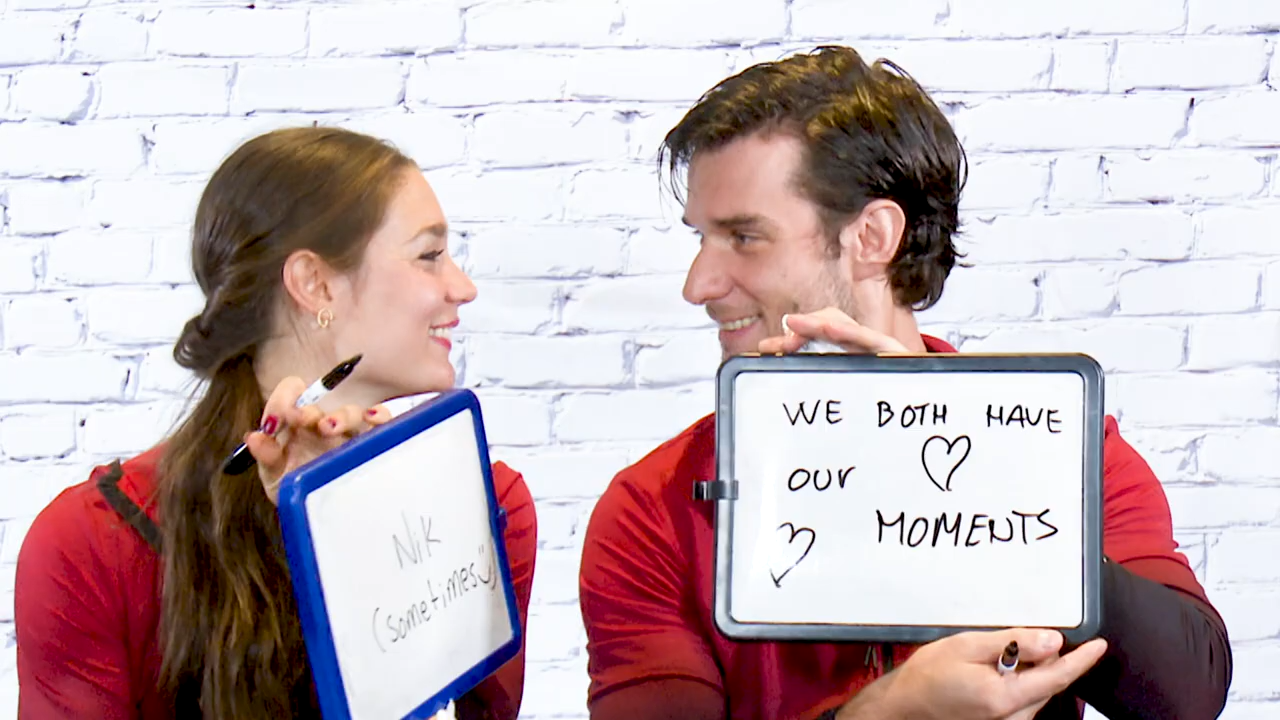 Nik
(sometimes☺)
WE BOTH HAVE
our ♡
♡ MOMENTS